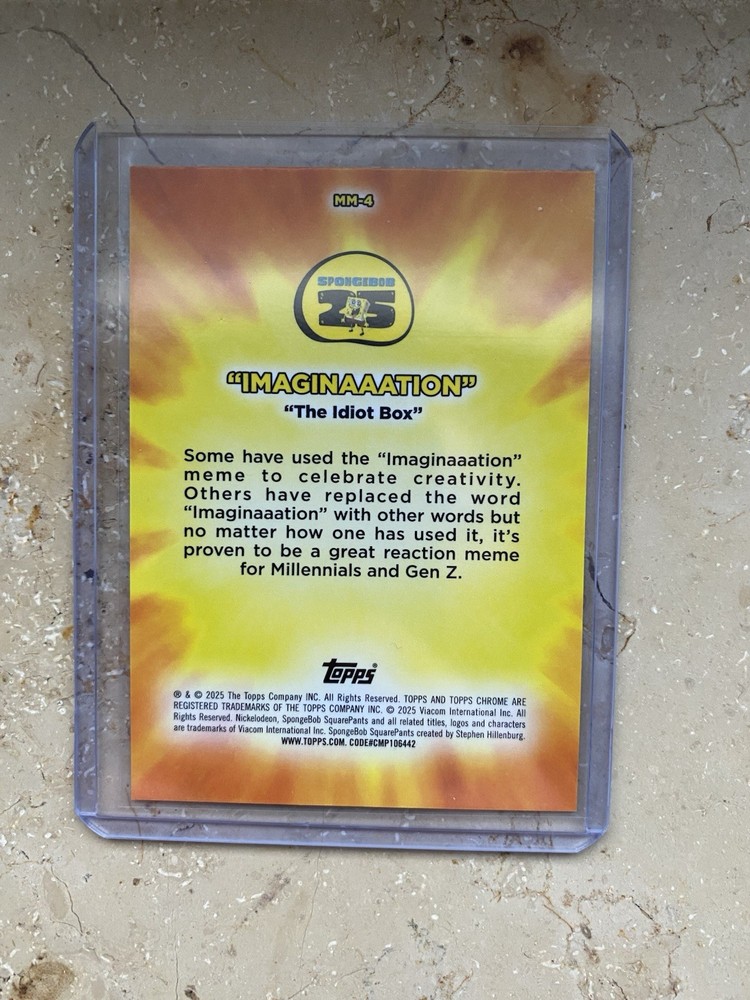 MM-4
SPONGEBOB
25
“IMAGINAAATION”
“The Idiot Box”
Some have used the “Imaginaaation”
meme to celebrate creativity.
Others have replaced the word
“Imaginaaation” with other words but
no matter how one has used it, it’s
proven to be a great reaction meme
for Millennials and Gen Z.
Topps®
® & © 2025 The Topps Company INC. All Rights Reserved. TOPPS AND TOPPS CHROME ARE
REGISTERED TRADEMARKS OF THE TOPPS COMPANY INC. © 2025 Viacom International Inc. All
Rights Reserved. Nickelodeon, SpongeBob SquarePants and all related titles, logos and characters
are trademarks of Viacom International Inc. SpongeBob SquarePants created by Stephen Hillenburg.
WWW.TOPPS.COM. CODE#CMP106442